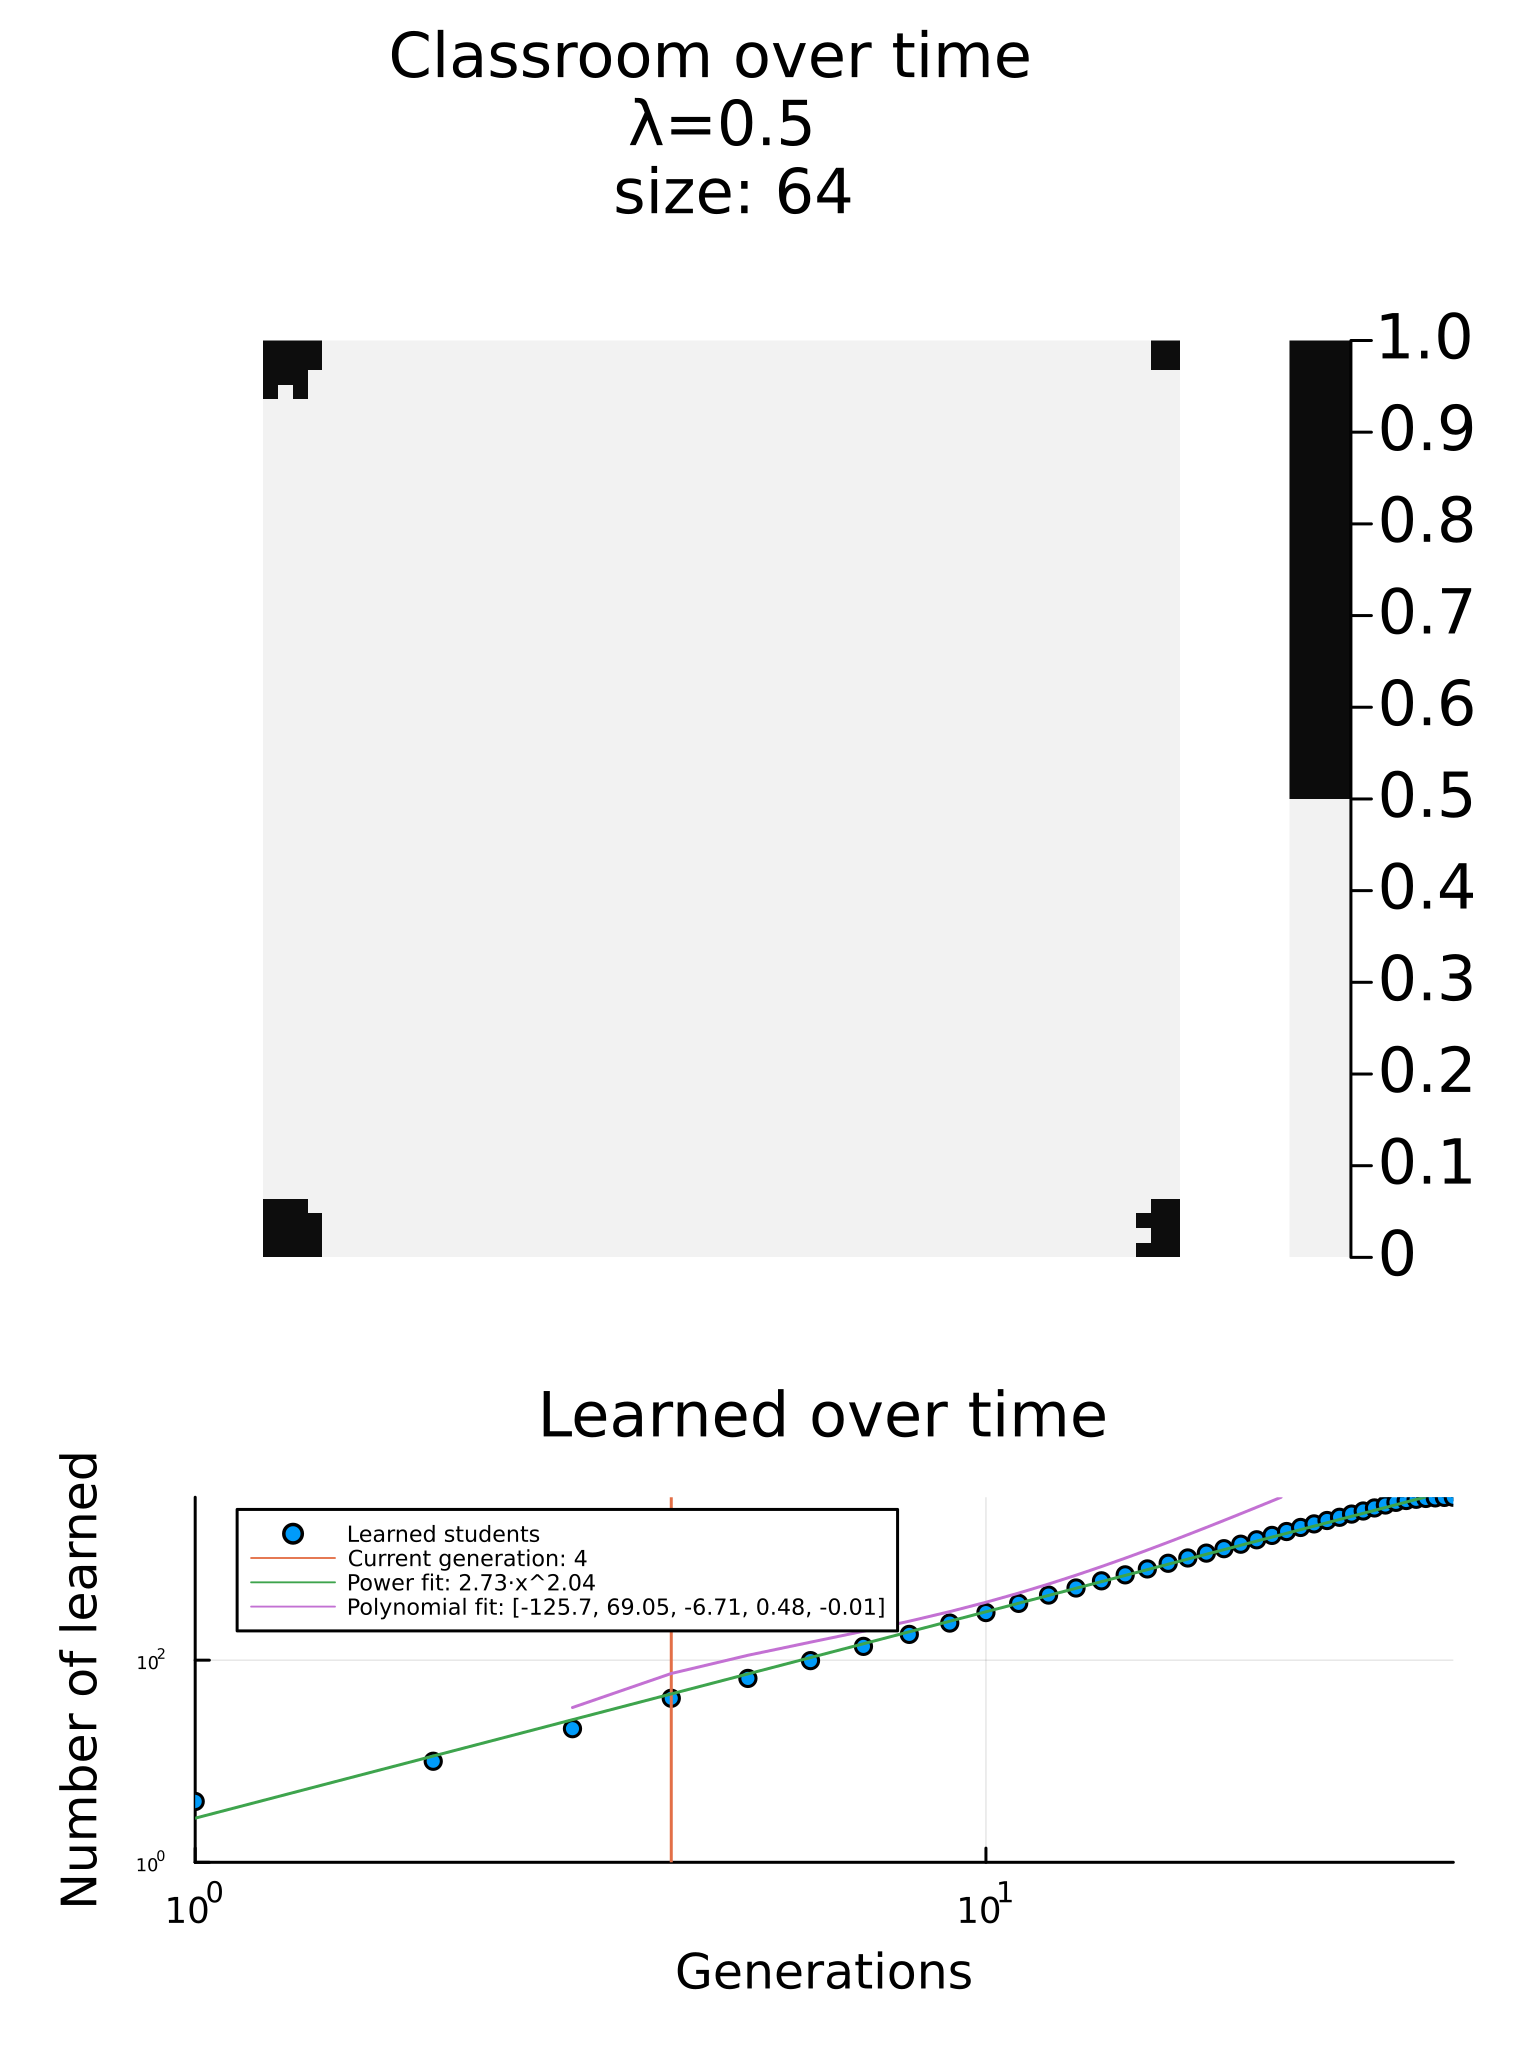 Classroom over time
λ=0.5
size: 64
1.0
0.9
0.8
0.7
0.6
0.5
0.4
0.3
0.2
0.1
0
Learned over time
Number of learned
Learned students
Current generation: 4
Power fit: 2.73·x^2.04
Polynomial fit: [-125.7, 69.05, -6.71, 0.48, -0.01]
10²
10⁰
10⁰
10¹
Generations